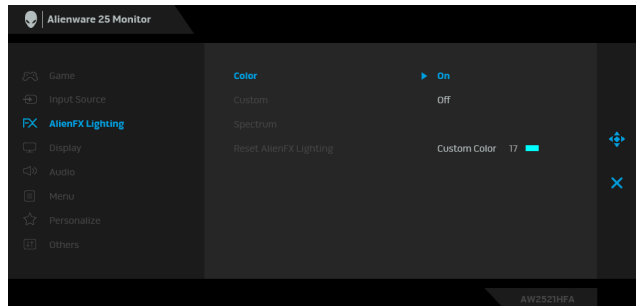 Alienware 25 Monitor
Game
Input Source
AlienFX Lighting
Display
Audio
Menu
Personalize
Others
Color
Custom
Spectrum
Reset AlienFX Lighting
On
Off
Custom Color 17
AW2521HFA